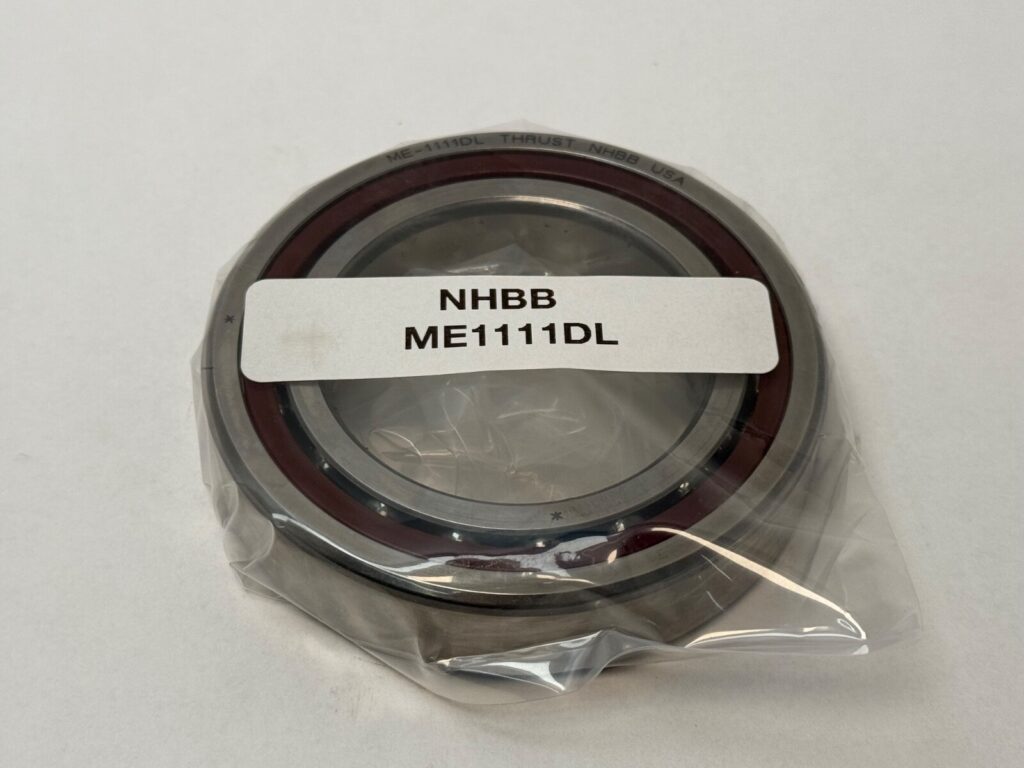 ME-1111DL THRUST NHBB USA
NHBB
ME1111DL
*
*